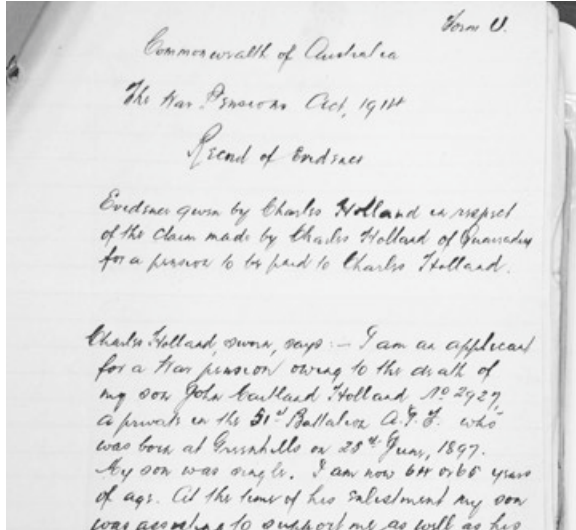 Form U.
Commonwealth of Australia
The War Pensions Act, 1914
Record of Evidence
Evidence given by Charles Holland in respect
of the claim made by Charles Holland of
for a pension to be paid to Charles Holland.
Charles Holland, sworn, says :- I am an applicant
for a War pension owing to the death of
my son John Holland No 2927,
a private in the 51st Battalion A.I.F. who
was born at Greenhills on 28th June, 1897.
My son was single. I am now 64 or 65 years
of age. At the time of his enlistment my son
was assisting to support me as well as his